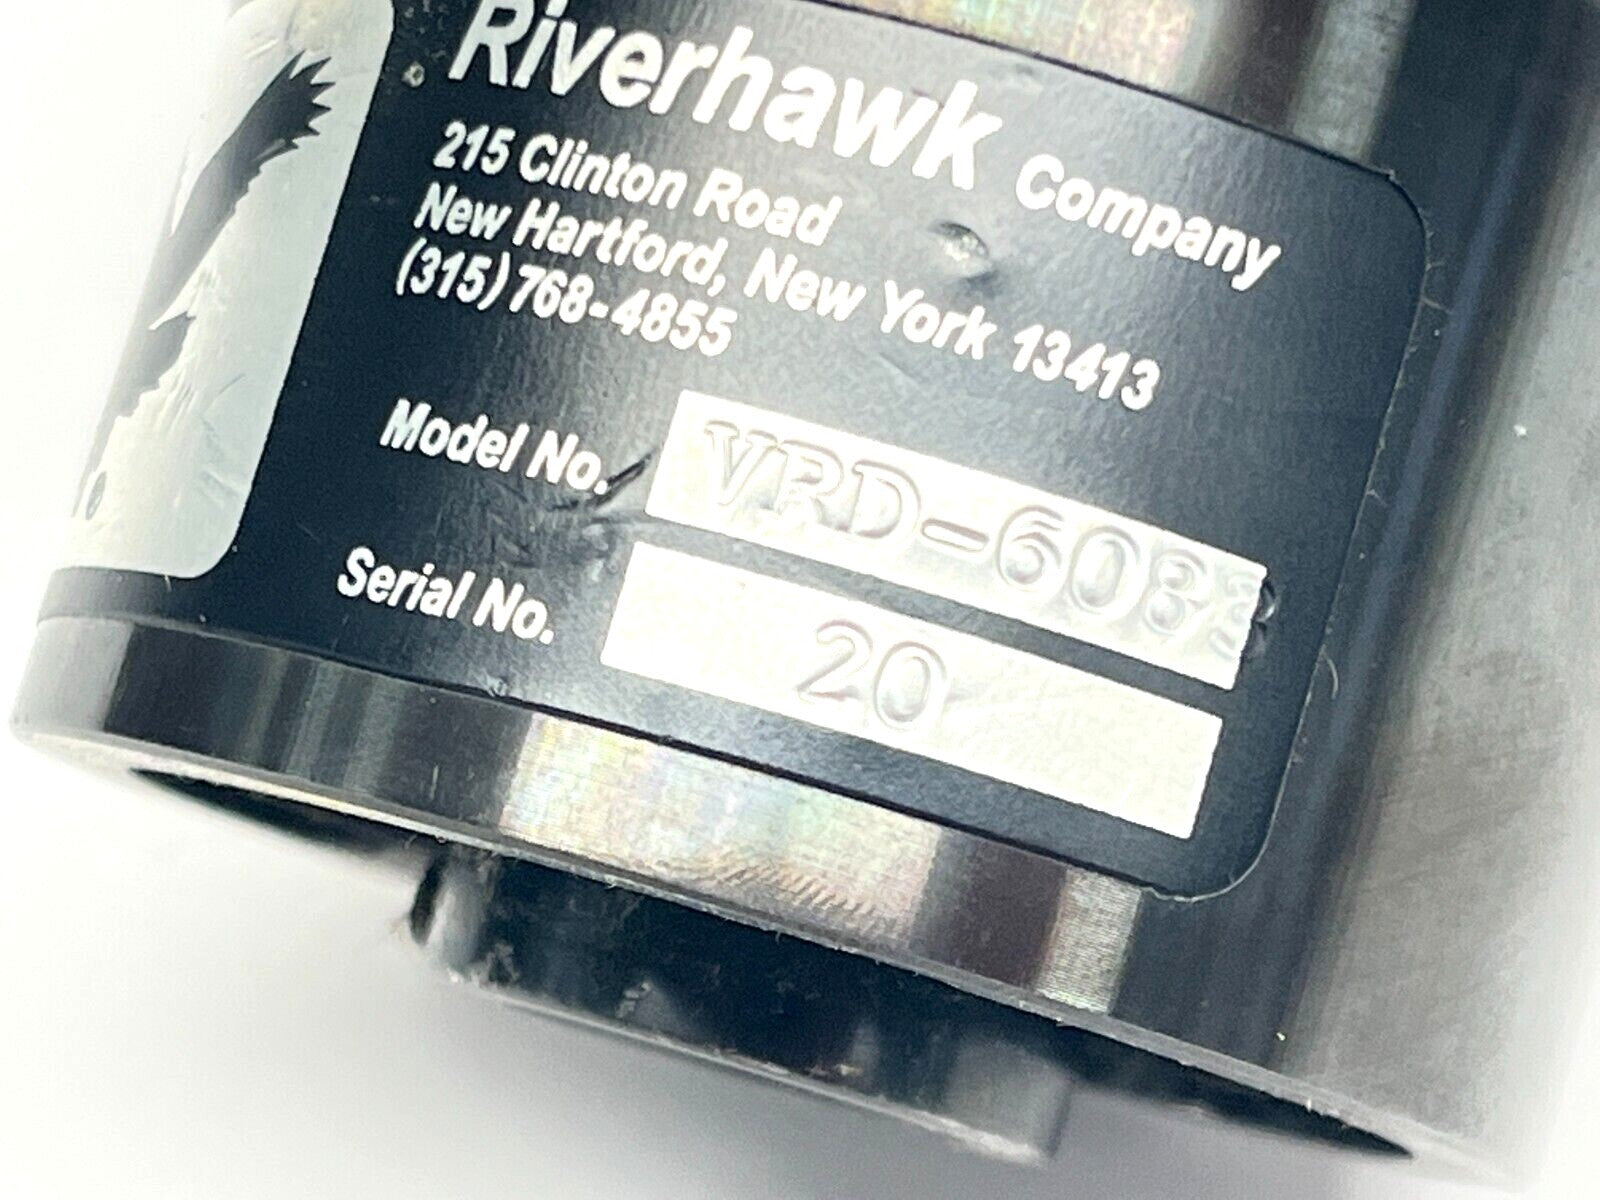 Riverhawk Company
215 Clinton Road
New Hartford, New York 13413
(315) 768-4855
Model No.
Serial No. 20